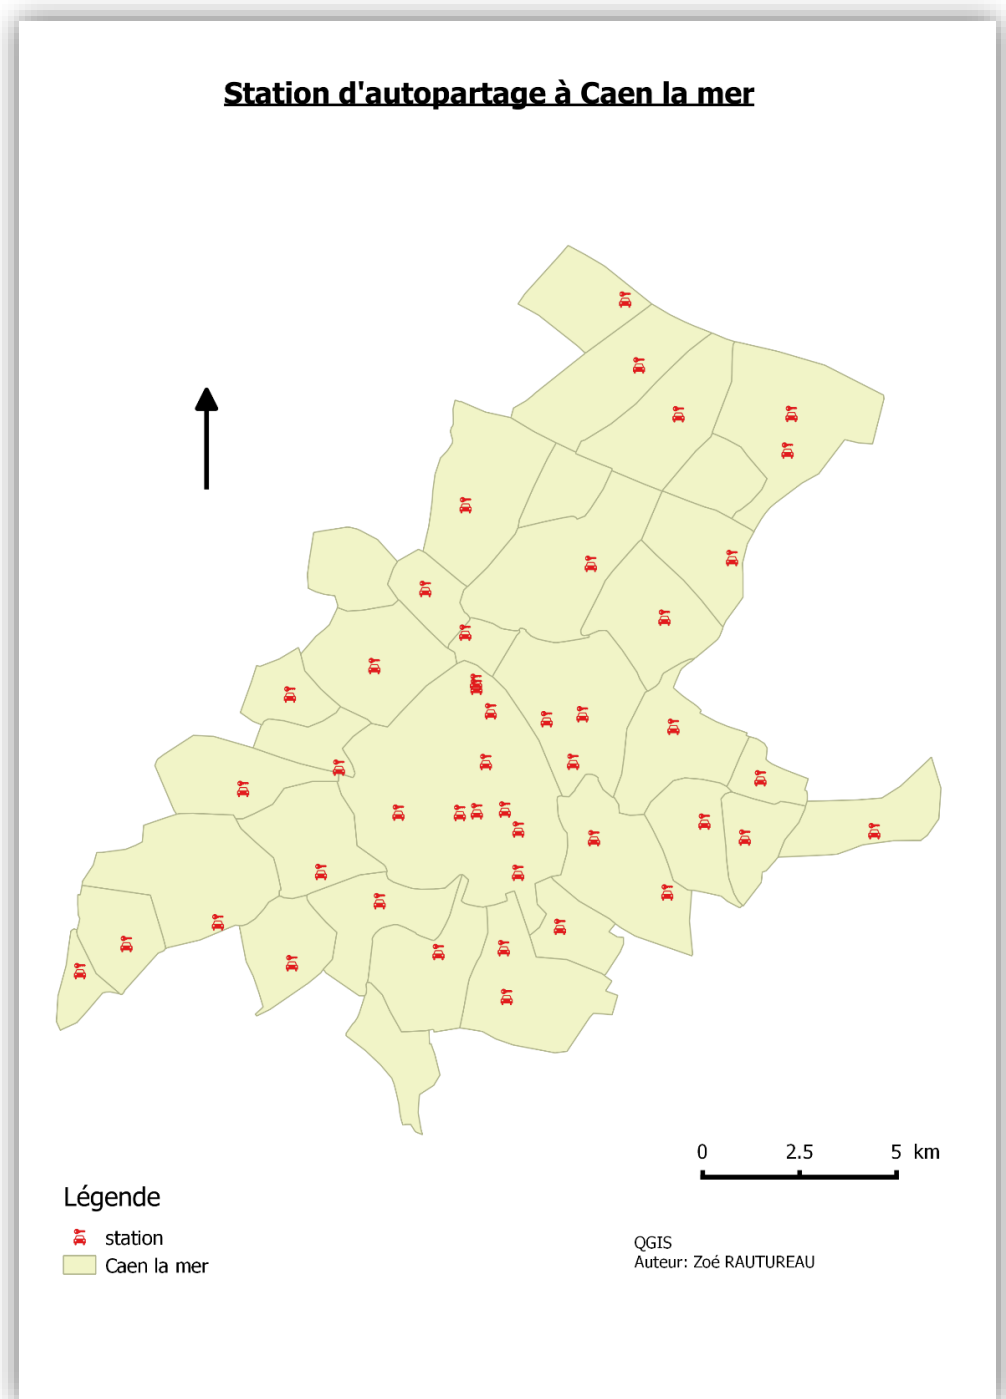 Station d'autopartage à Caen la mer
0 2.5 5 km
Légende
station
Caen la mer
QGIS
Auteur: Zoé RAUTUREAU